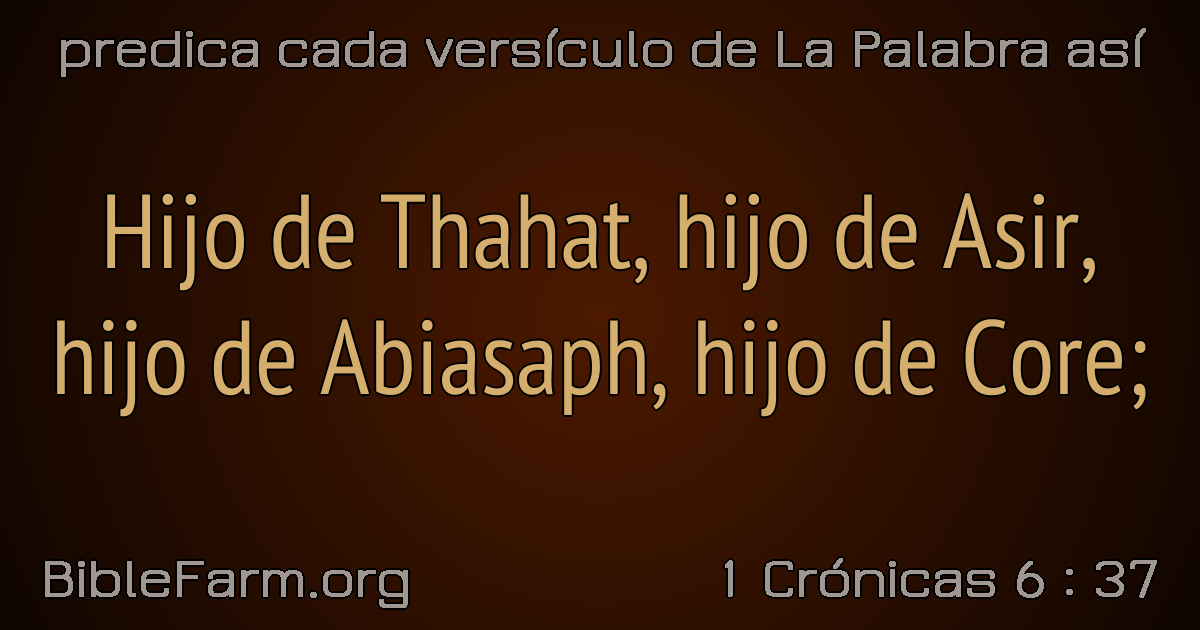 predica cada versículo de La Palabra así
Hijo de Thahat, hijo de Asir,
hijo de Abiasaph, hijo de Core;
BibleFarm.org
1 Crónicas 6 : 37